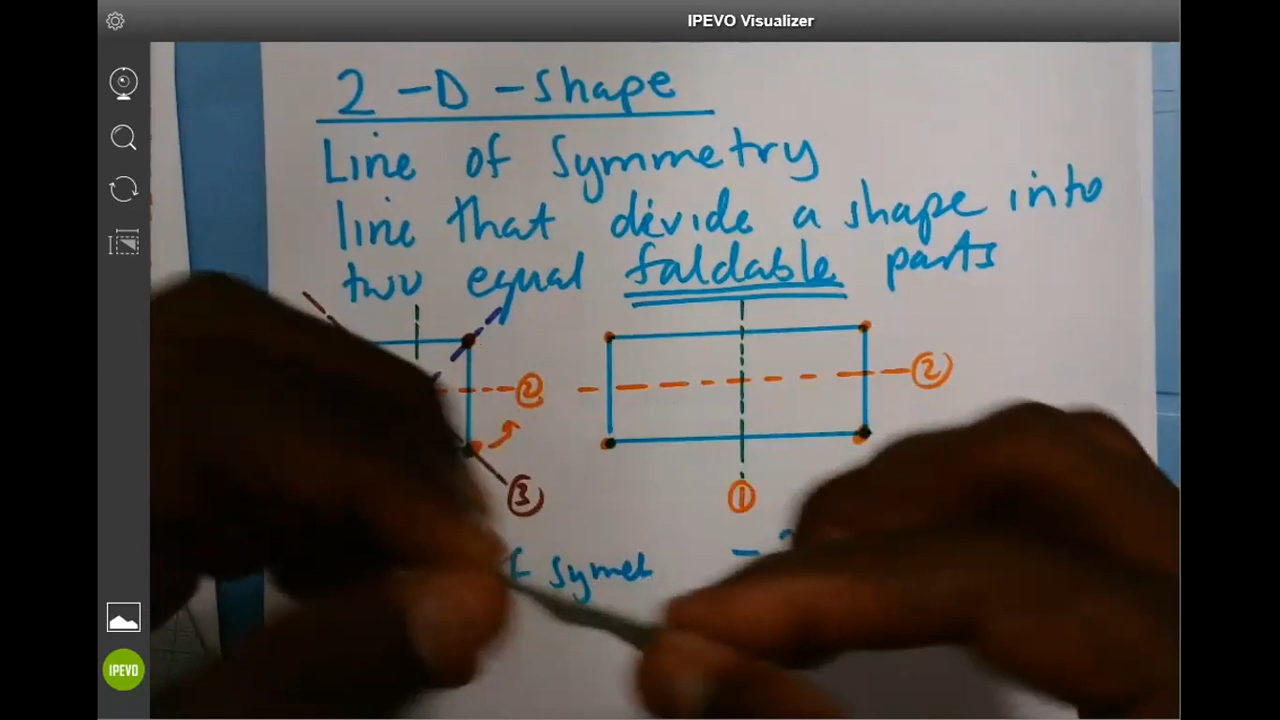 IPEVO Visualizer
2-D-shape
Line of Symmetry
line that devide a shape into
two equal faldable parts
② ②
③ ①
symet
IPEVO